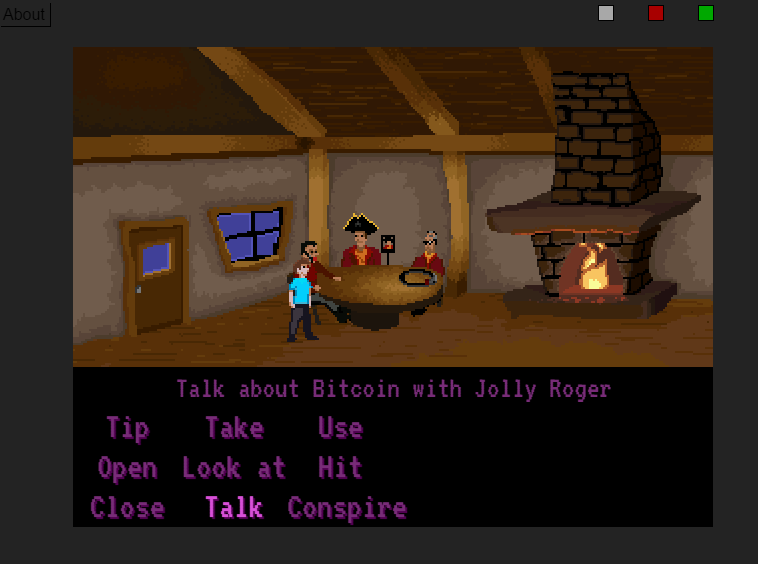 About
Talk about Bitcoin with Jolly Roger
Tip Take Use
Open Look at Hit
Close Talk Conspire